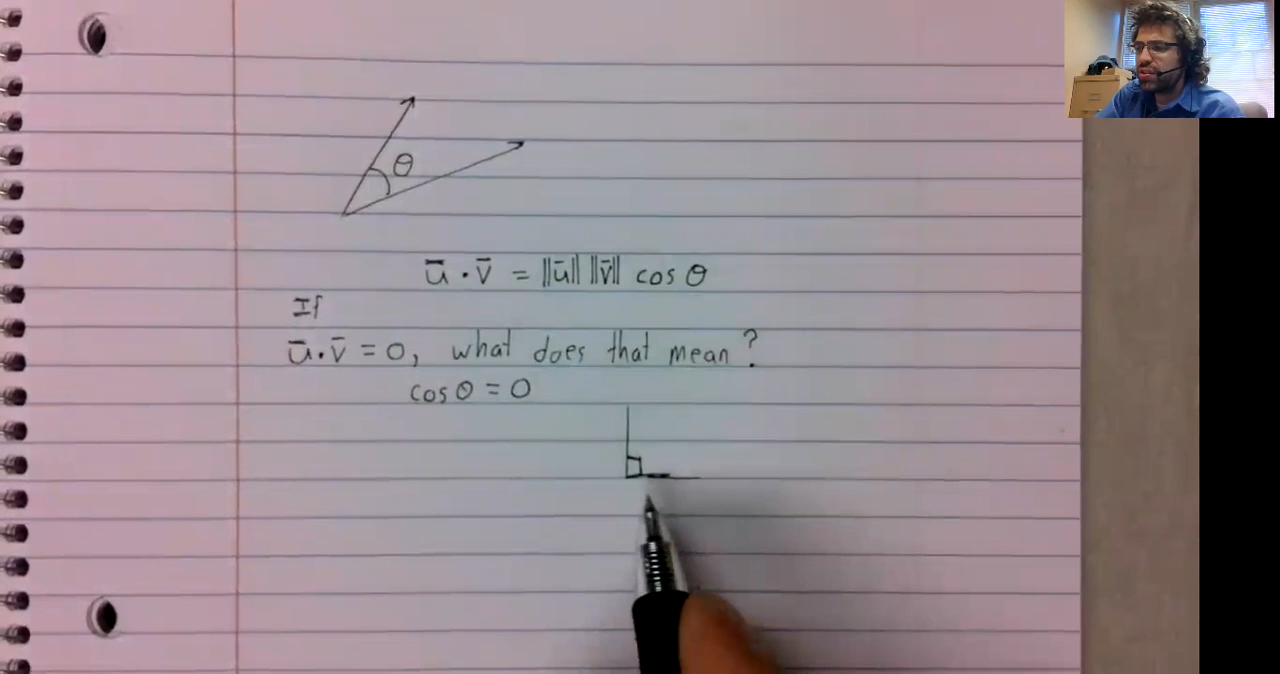 θ
ū · v̄ = ||ū|| ||v̄|| cos θ
If
ū · v̄ = 0, what does that mean?
cos θ = 0